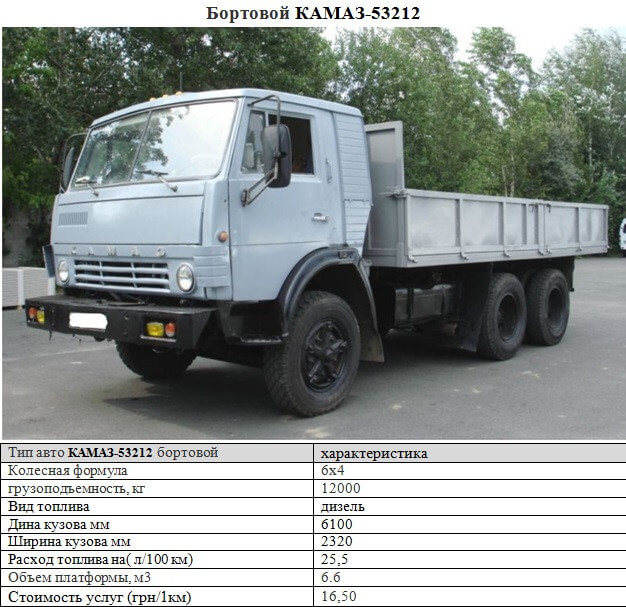 Бортовой КАМАЗ-53212
КАМАЗ
Тип авто КАМАЗ-53212 бортовой характеристика
Колесная формула 6х4
грузоподъемность, кг 12000
Вид топлива дизель
Дина кузова мм 6100
Ширина кузова мм 2320
Расход топлива на( л/100 км) 25,5
Объем платформы, м3 6.6
Стоимость услуг (грн/1км) 16,50